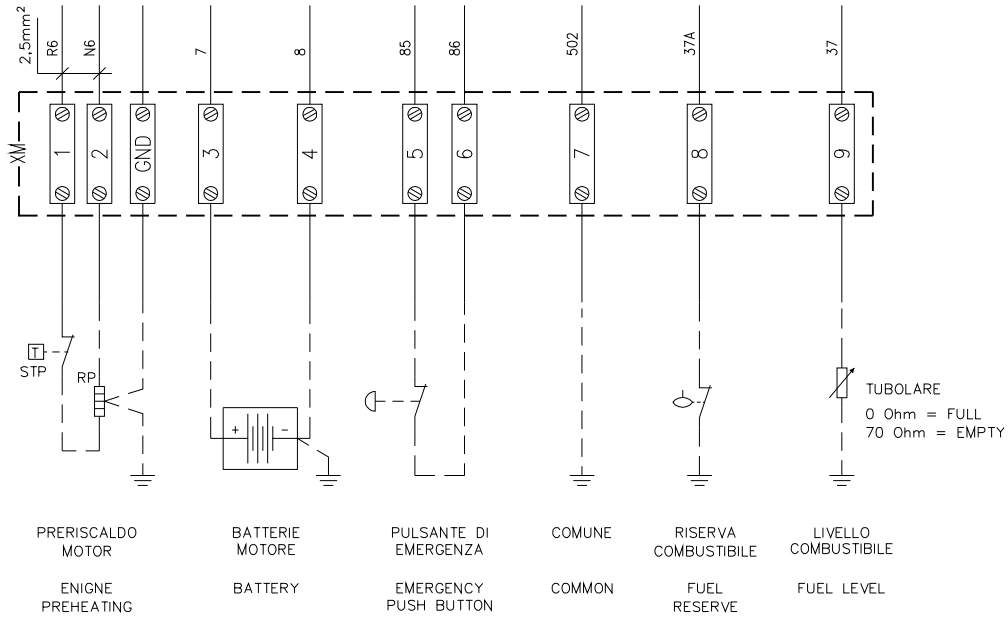 2,5mm²
R6
N6
7
8
85
86
502
37A
37
XM
1
2
GND
3
4
5
6
7
8
9
T
STP
RP
+ -
TUBOLARE
0 Ohm = FULL
70 Ohm = EMPTY
PRERISCALDO
MOTOR
BATTERIE
MOTORE
PULSANTE DI
EMERGENZA
COMUNE
RISERVA
COMBUSTIBILE
LIVELLO
COMBUSTIBILE
ENIGNE
PREHEATING
BATTERY
EMERGENCY
PUSH BUTTON
COMMON
FUEL
RESERVE
FUEL LEVEL